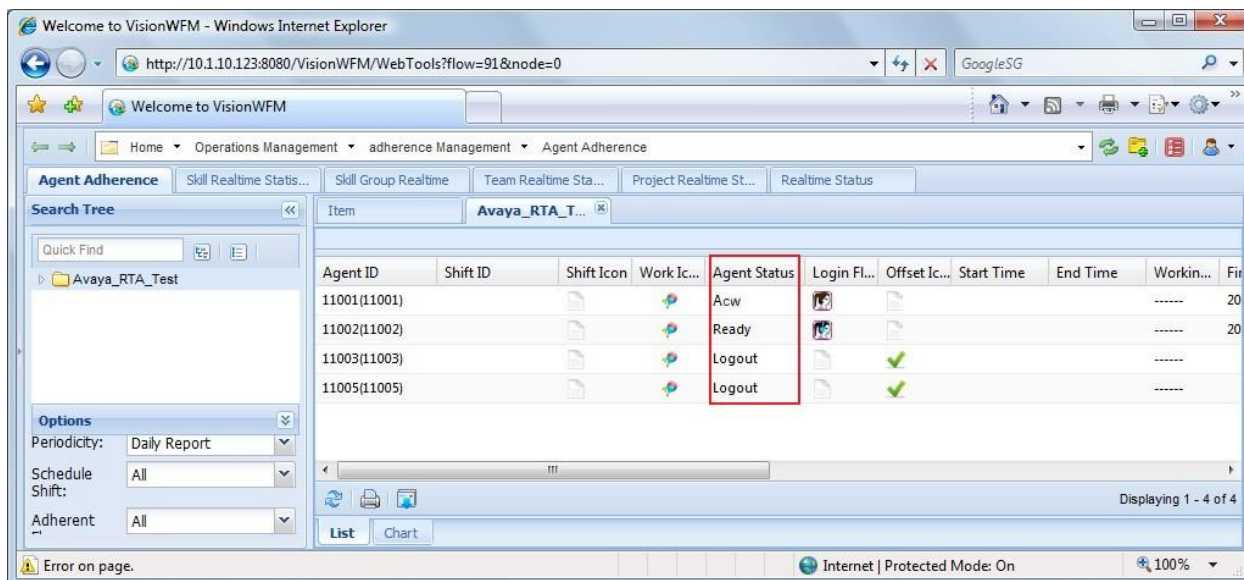 Welcome to VisionWFM - Windows Internet Explorer
http://10.1.10.123:8080/VisionWFM/WebTools?flow=91&node=0 GoogleSG
Welcome to VisionWFM
Home Operations Management adherence Management Agent Adherence
Agent Adherence Skill Realtime Statis... Skill Group Realtime Team Realtime Sta... Project Realtime St... Realtime Status
Search Tree Item Avaya_RTA_T...
Quick Find
Avaya_RTA_Test
Agent ID Shift ID Shift Icon Work Ic... Agent Status Login Fl... Offset Ic... Start Time End Time Workin... Fir
11001(11001) Acw ------ 20
11002(11002) Ready ------ 20
11003(11003) Logout ------
11005(11005) Logout ------
Options
Periodicity: Daily Report
Schedule Shift: All
Adherent All
Displaying 1 - 4 of 4
List Chart
Error on page. Internet | Protected Mode: On 100%